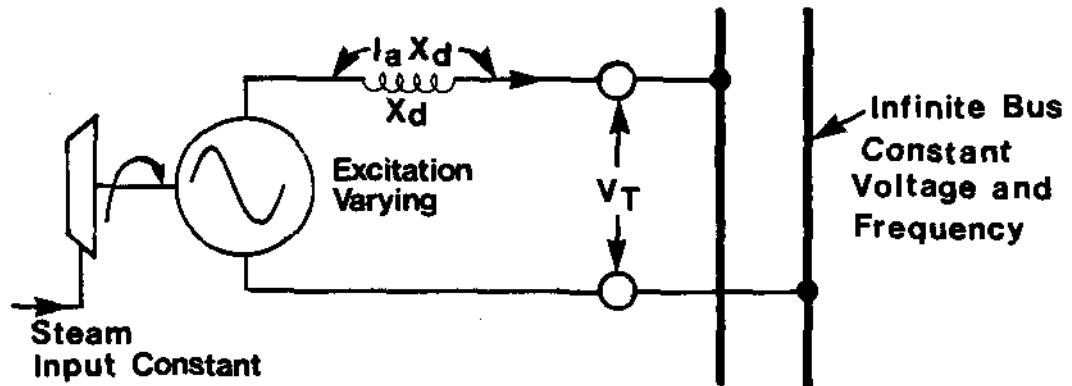 IaXd
Xd
Excitation
Varying
VT
Infinite Bus
Constant
Voltage and
Frequency
Steam
Input Constant